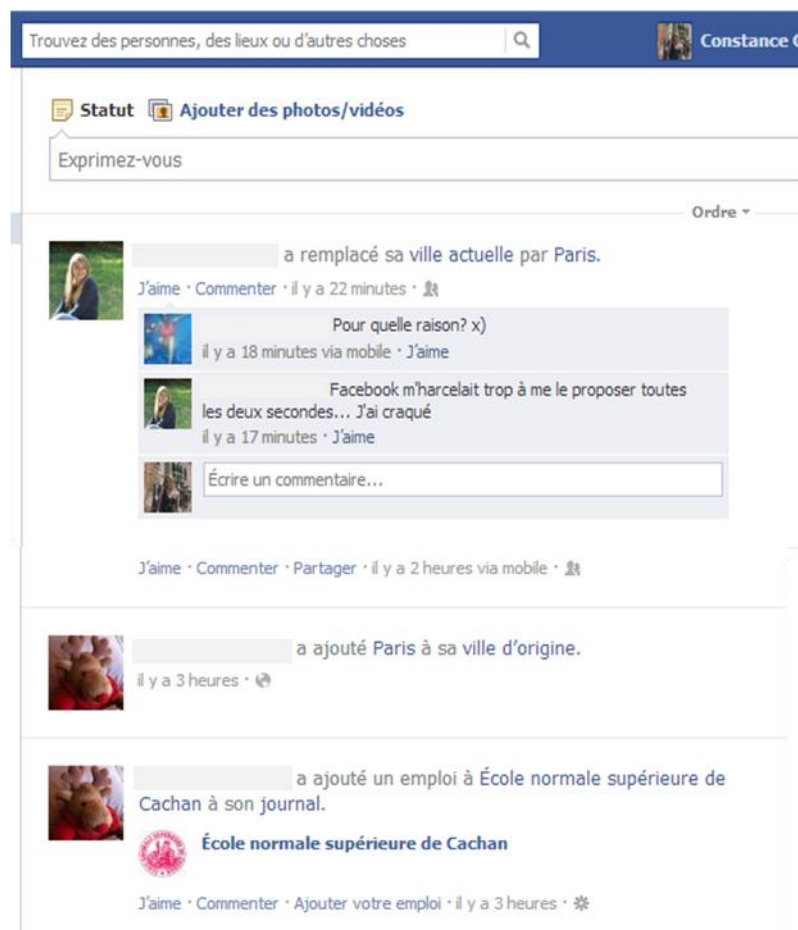 Trouvez des personnes, des lieux ou d'autres choses
Constance
Statut Ajouter des photos/vidéos
Exprimez-vous
Ordre
a remplacé sa ville actuelle par Paris.
J'aime · Commenter · il y a 22 minutes ·
Pour quelle raison? x)
il y a 18 minutes via mobile · J'aime
Facebook m'harcelait trop à me le proposer toutes
les deux secondes... J'ai craqué
il y a 17 minutes · J'aime
Écrire un commentaire...
J'aime · Commenter · Partager · il y a 2 heures via mobile ·
a ajouté Paris à sa ville d'origine.
il y a 3 heures ·
a ajouté un emploi à École normale supérieure de
Cachan à son journal.
École normale supérieure de Cachan
J'aime · Commenter · Ajouter votre emploi · il y a 3 heures ·